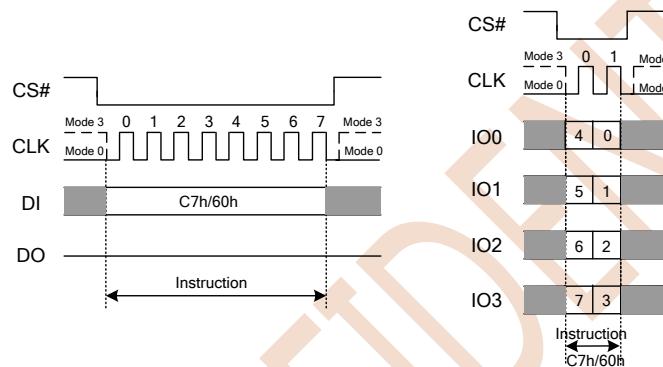 CS#
Mode 3 0 1 2 3 4 5 6 7 Mode 3
CLK Mode 0 Mode 0
DI C7h/60h
DO
Instruction
CS#
Mode 3 0 1 Mode
CLK Mode 0 Mode
IO0 4 0
IO1 5 1
IO2 6 2
IO3 7 3
Instruction
C7h/60h